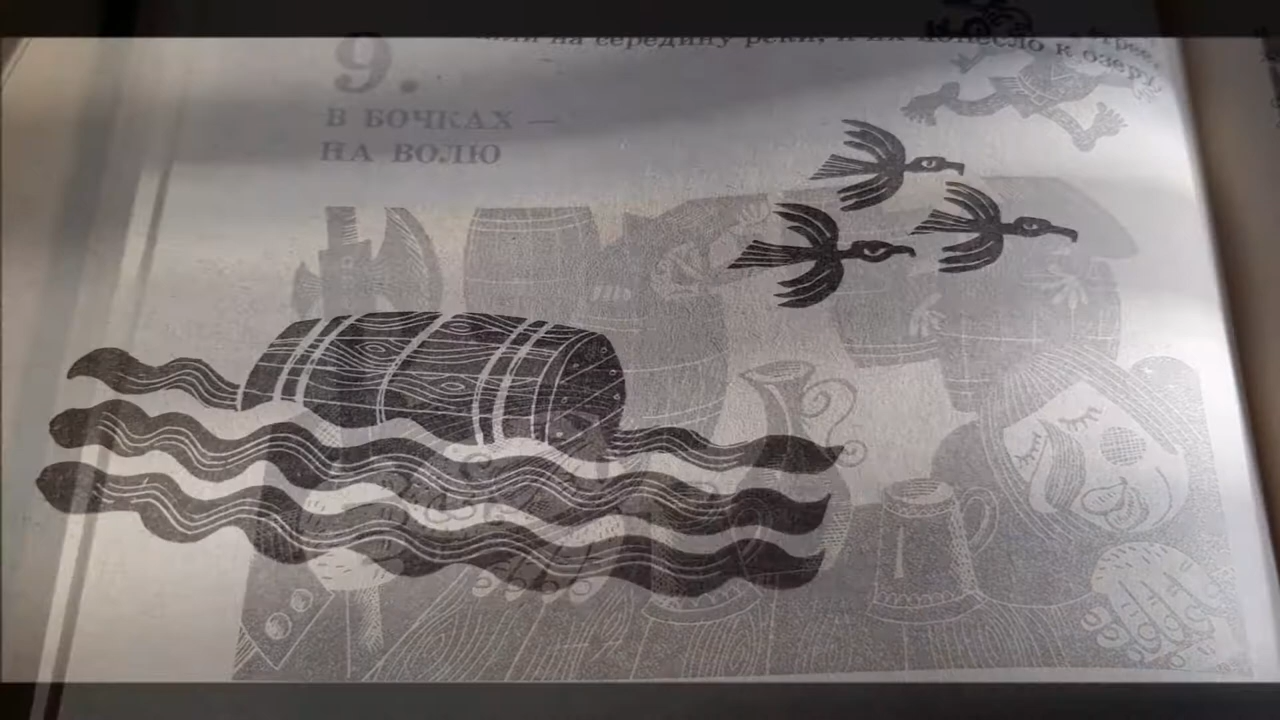 на середину реки, и их понесло к озеру
9.
В БОЧКАХ —
НА ВОЛЮ